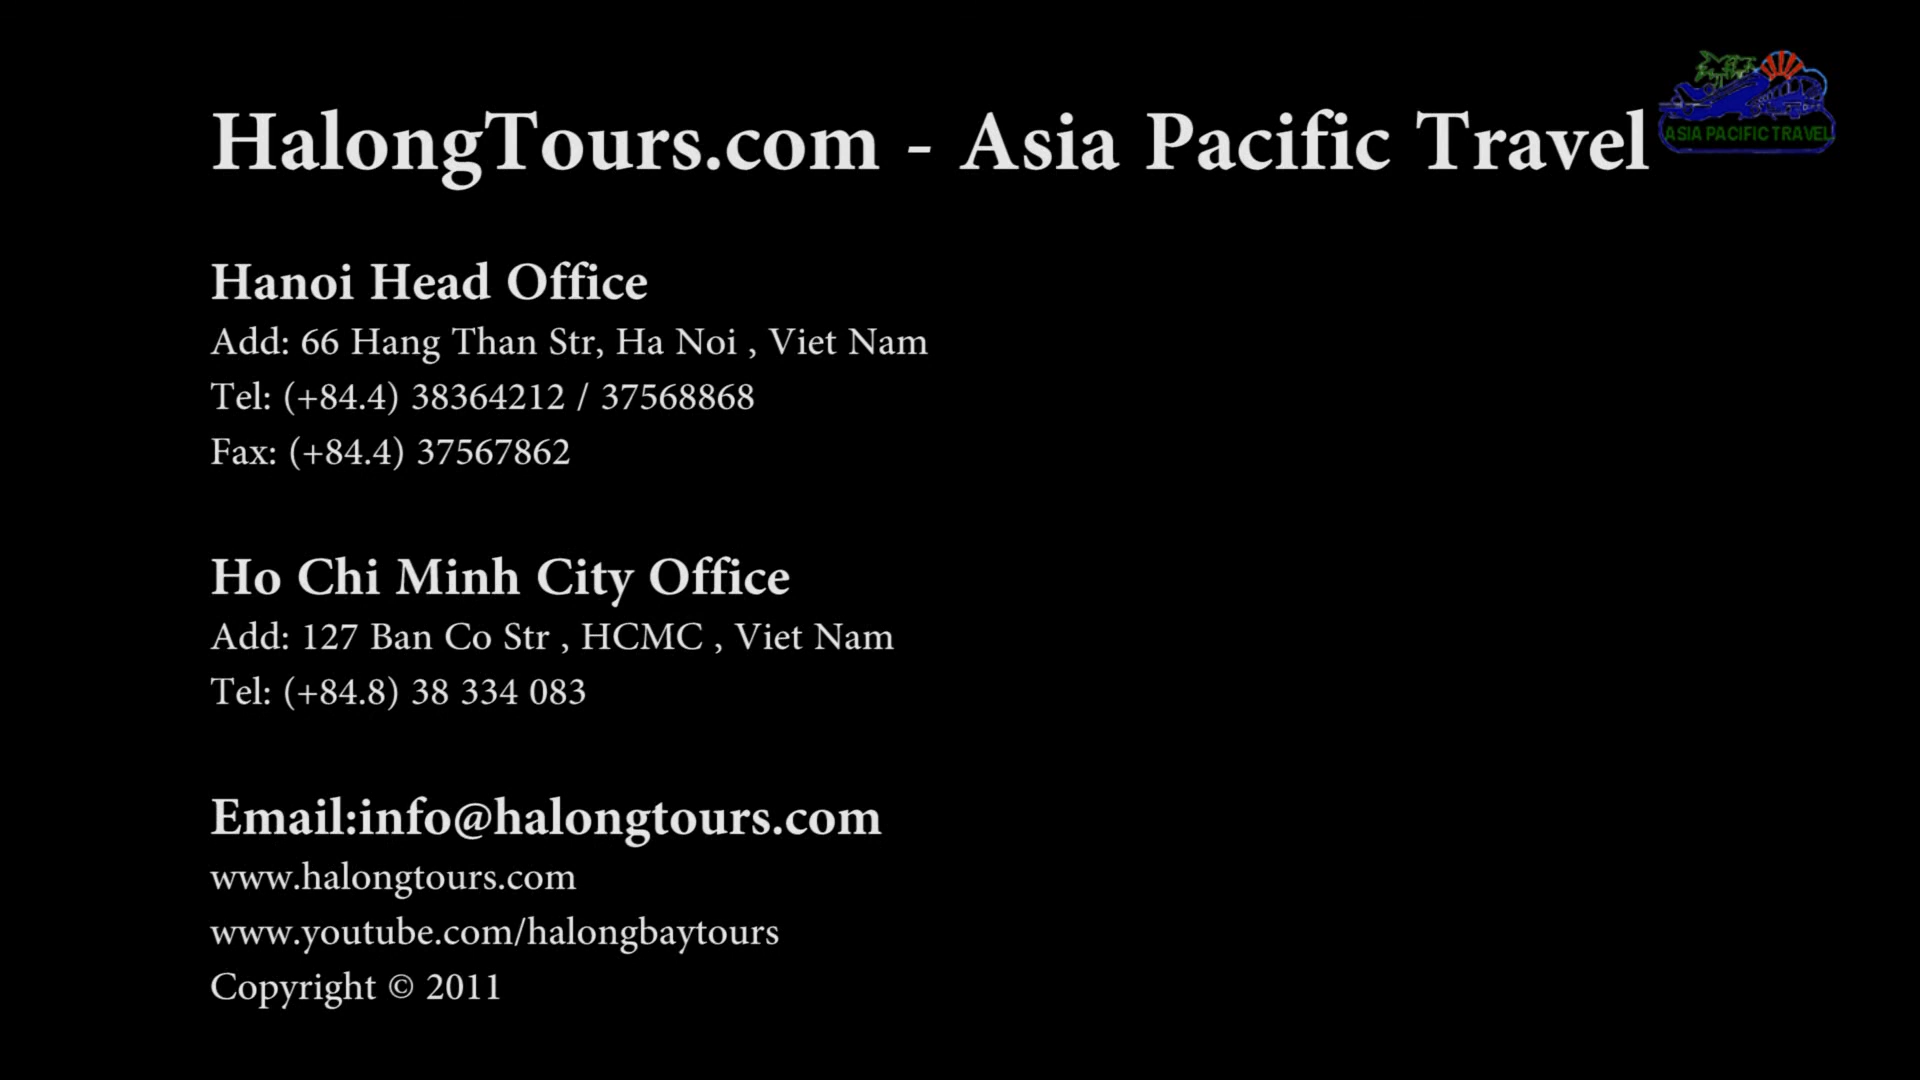 HalongTours.com - Asia Pacific Travel
ASIA PACIFIC TRAVEL
Hanoi Head Office
Add: 66 Hang Than Str, Ha Noi , Viet Nam
Tel: (+84.4) 38364212 / 37568868
Fax: (+84.4) 37567862
Ho Chi Minh City Office
Add: 127 Ban Co Str , HCMC , Viet Nam
Tel: (+84.8) 38 334 083
Email:info@halongtours.com
www.halongtours.com
www.youtube.com/halongbaytours
Copyright © 2011